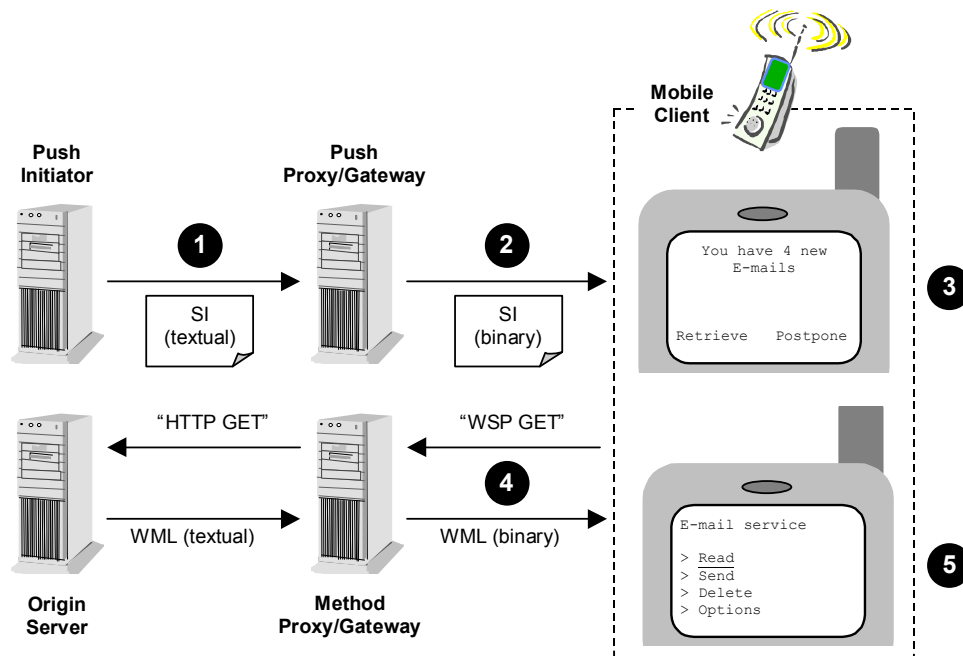 Mobile
Client
Push
Initiator
Push
Proxy/Gateway
1
2
SI
(textual)
SI
(binary)
You have 4 new
E-mails
Retrieve Postpone
3
“HTTP GET”
“WSP GET”
4
WML (textual)
WML (binary)
E-mail service
> Read
> Send
> Delete
> Options
5
Origin
Server
Method
Proxy/Gateway